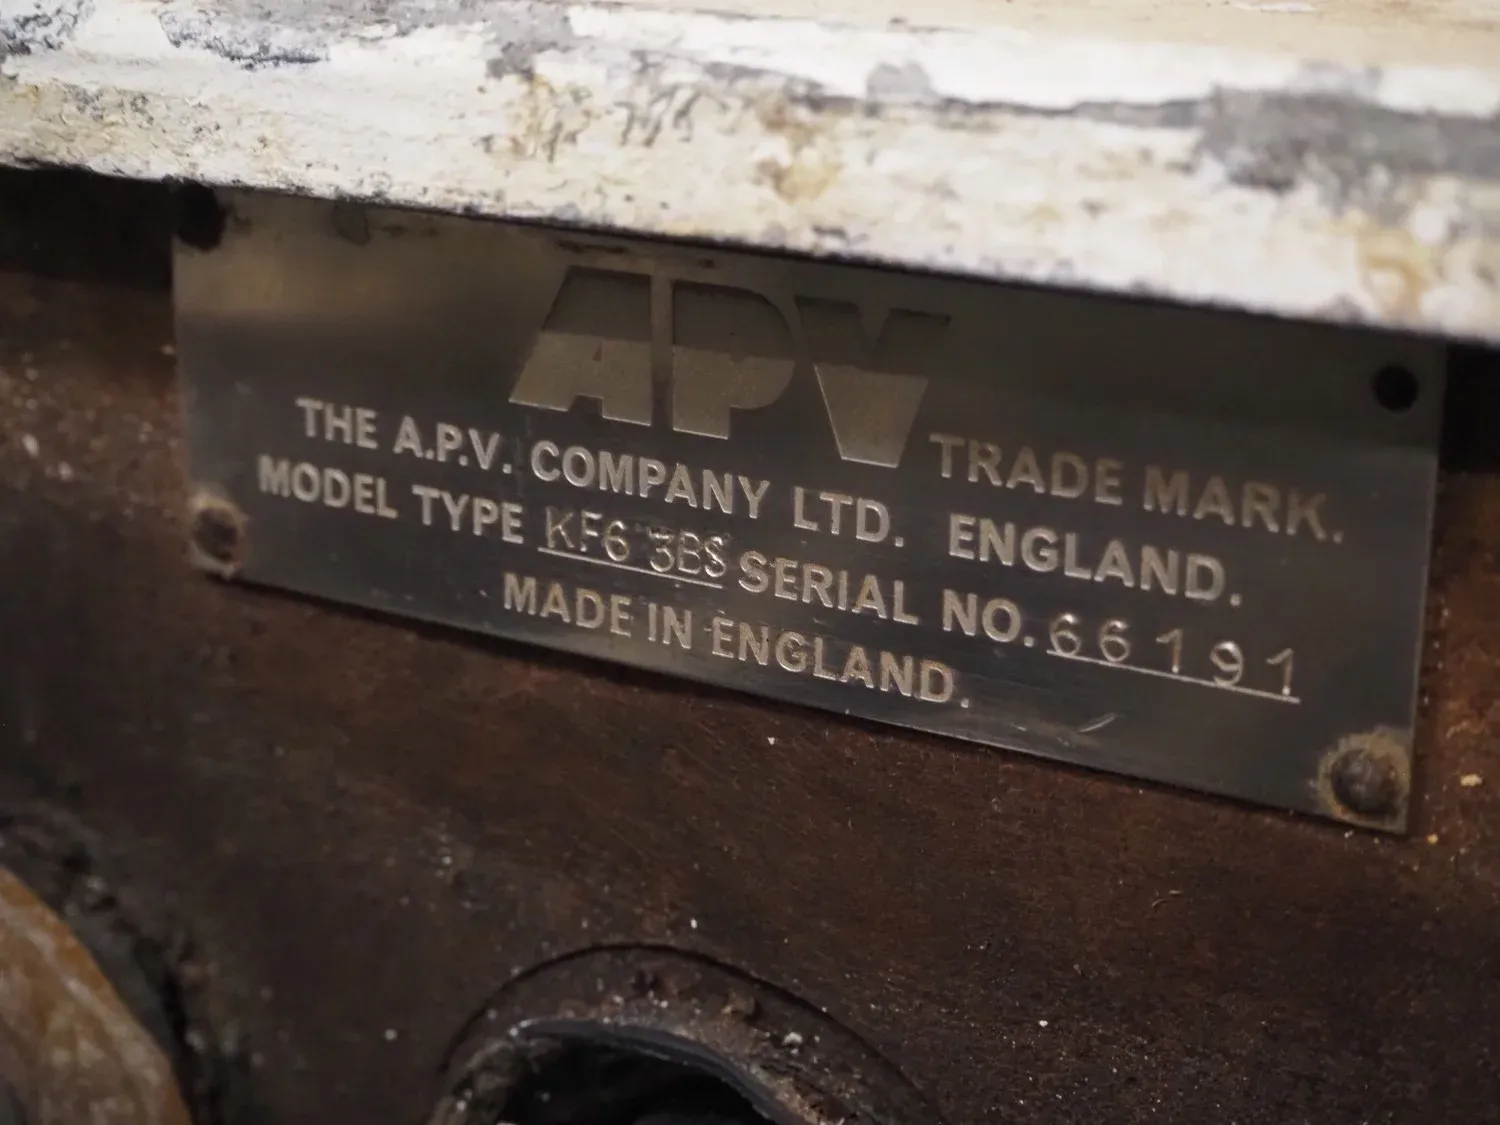 APV TRADE MARK.
THE A.P.V. COMPANY LTD. ENGLAND.
MODEL TYPE KF6 3BS SERIAL NO. 66191
MADE IN ENGLAND.